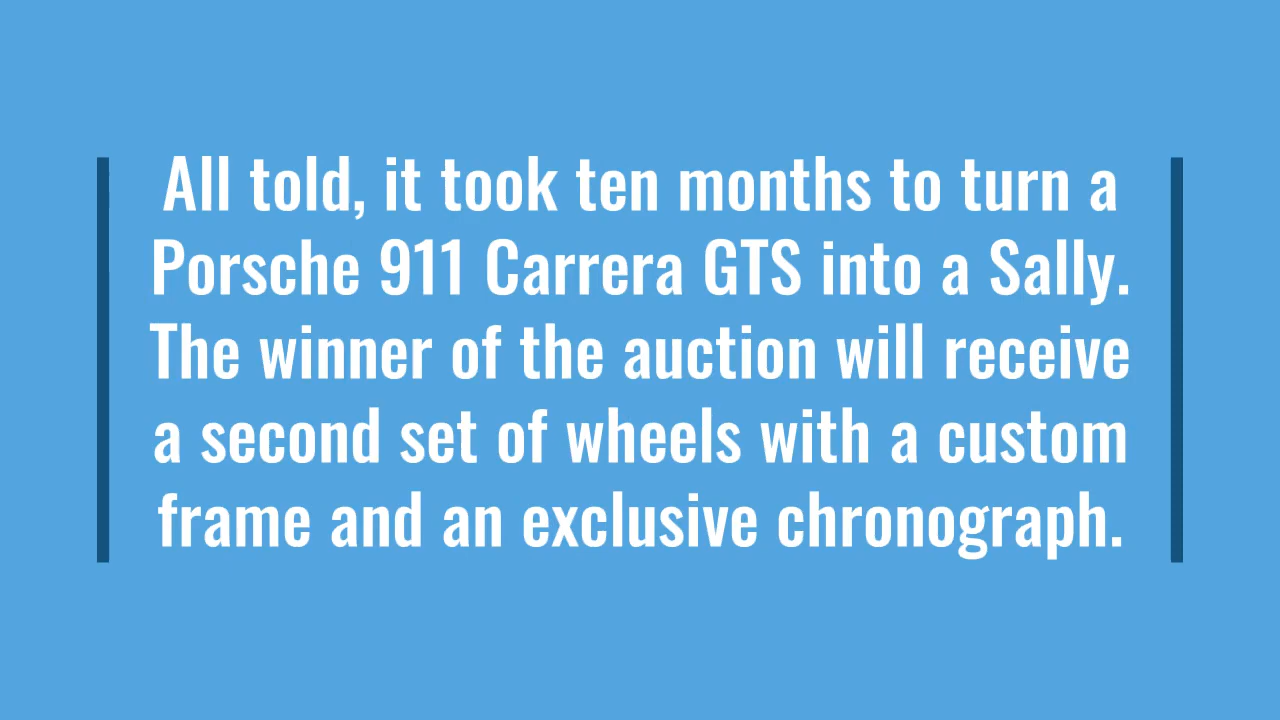 All told, it took ten months to turn a
Porsche 911 Carrera GTS into a Sally.
The winner of the auction will receive
a second set of wheels with a custom
frame and an exclusive chronograph.